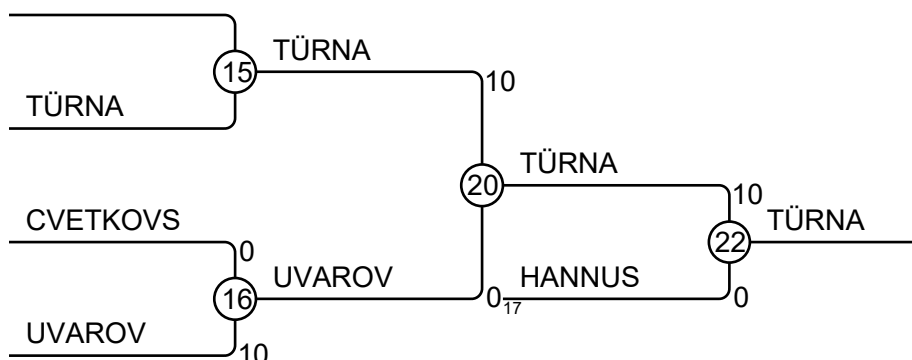 TÜRNA
15
10
TÜRNA
TÜRNA
20
10
CVETKOVS
TÜRNA
0
22
UVAROV
HANNUS
16
0
17
0
UVAROV
10